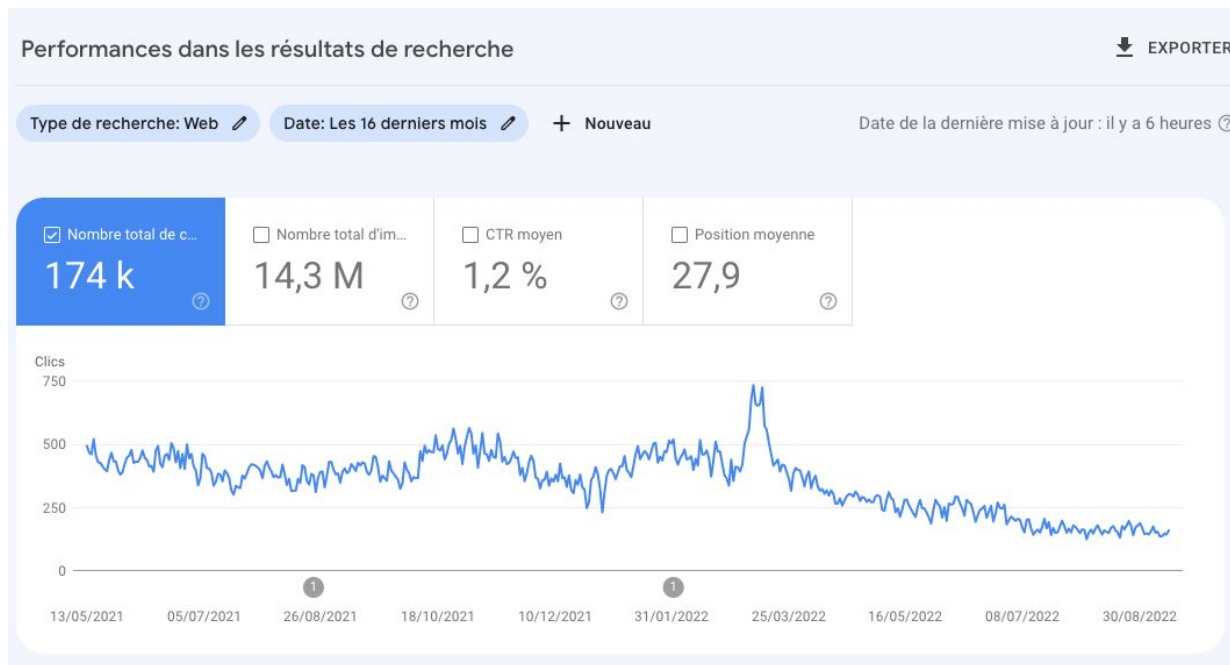 Performances dans les résultats de recherche
EXPORTER
Type de recherche: Web
Date: Les 16 derniers mois
+ Nouveau
Date de la dernière mise à jour : il y a 6 heures
Nombre total de c...
174 k
Nombre total d'im...
14,3 M
CTR moyen
1,2 %
Position moyenne
27,9
Clics
750
500
250
0
1
1
13/05/2021 05/07/2021 26/08/2021 18/10/2021 10/12/2021 31/01/2022 25/03/2022 16/05/2022 08/07/2022 30/08/2022